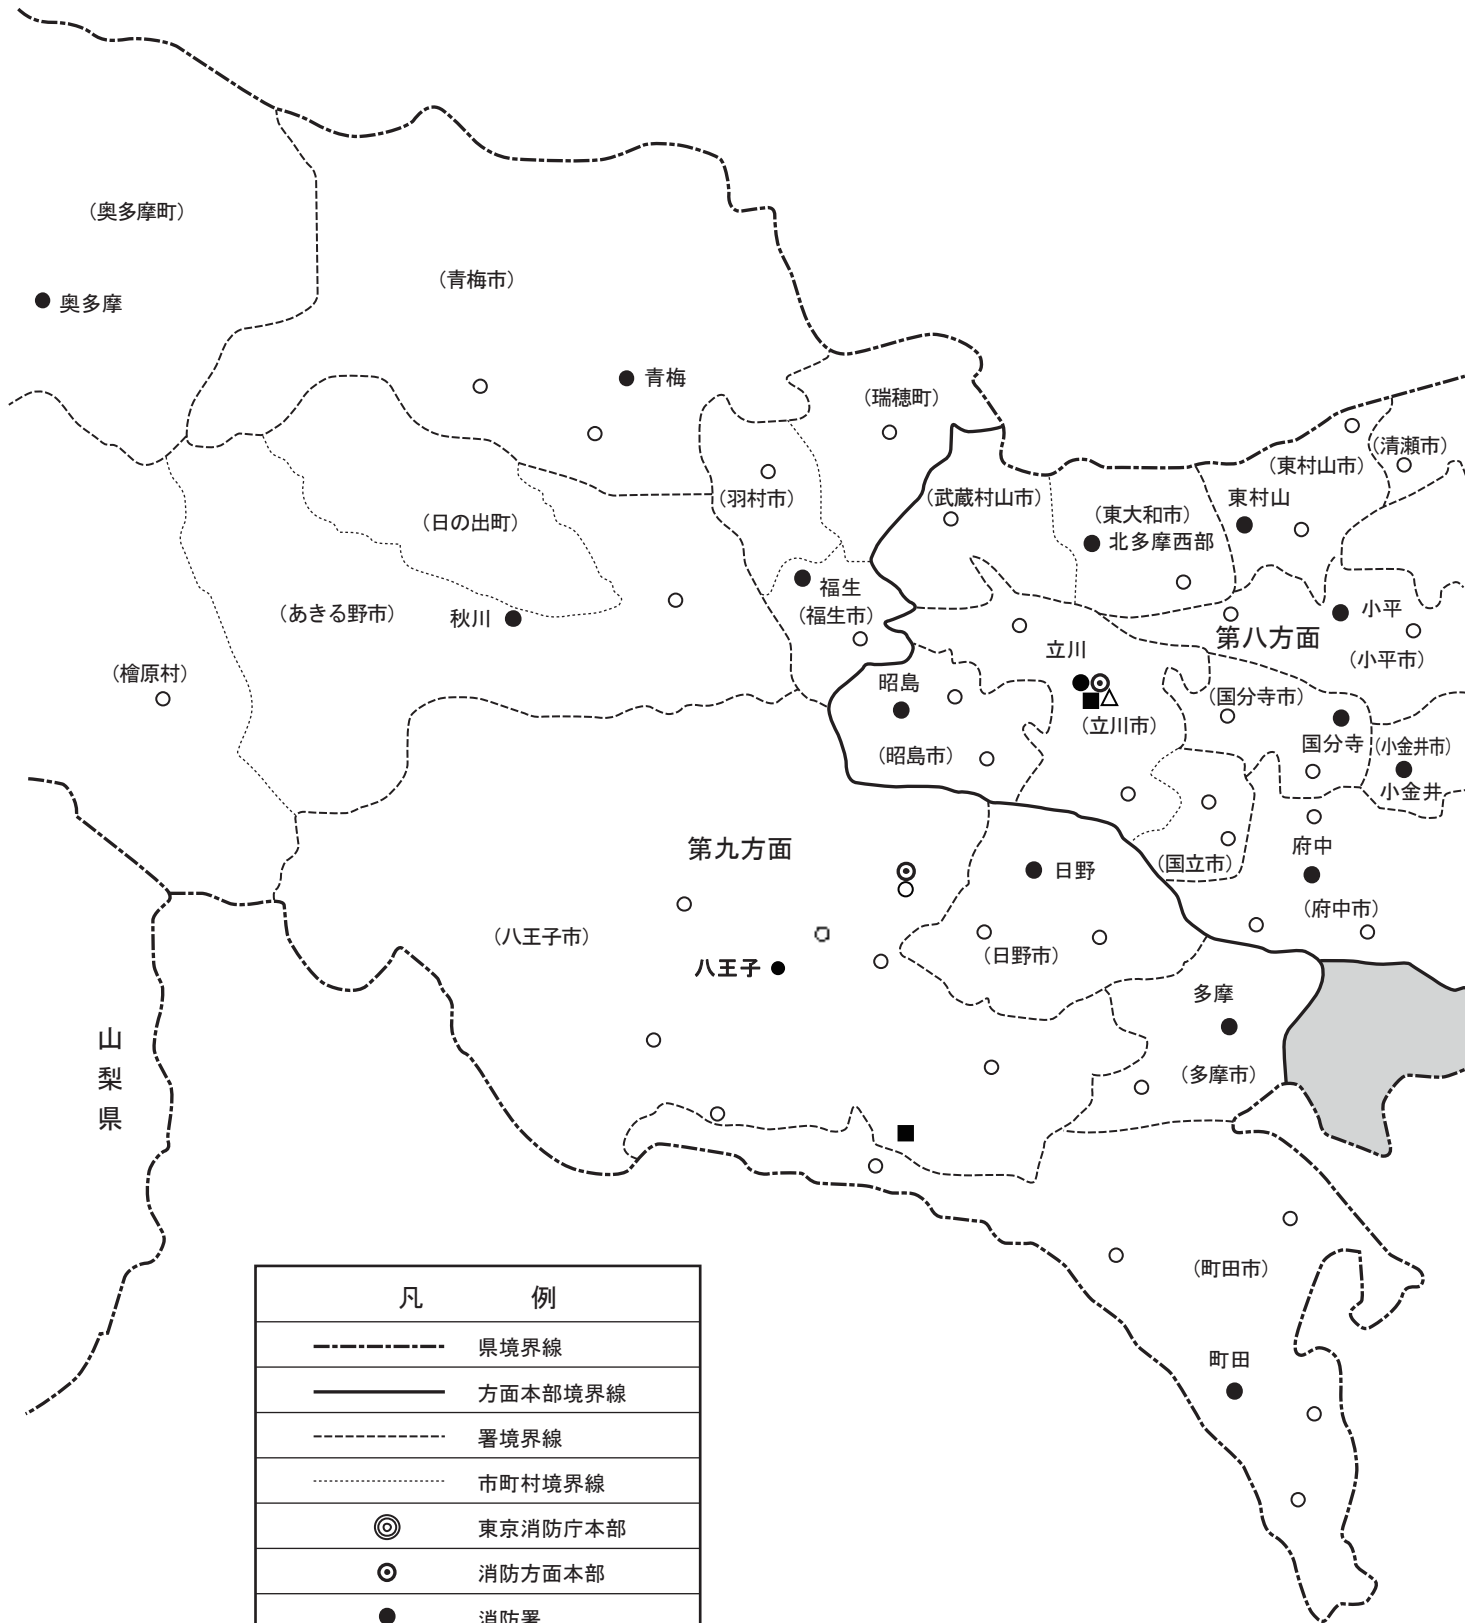 （奥多摩町）
奥多摩
（青梅市）
青梅
（瑞穂町）
（羽村市）
（日の出町）
（あきる野市）
秋川
（檜原村）
福生
（福生市）
（武蔵村山市）
（東大和市）
北多摩西部
（東村山市）
東村山
（清瀬市）
小平
（小平市）
第八方面
立川
（立川市）
昭島
（昭島市）
（国分寺市）
国分寺
（小金井市）
小金井
（国立市）
府中
（府中市）
第九方面
（八王子市）
八王子
日野
（日野市）
多摩
（多摩市）
（町田市）
町田
山
梨
県
凡　例
県境界線
方面本部境界線
署境界線
市町村境界線
東京消防庁本部
消防方面本部
消防署